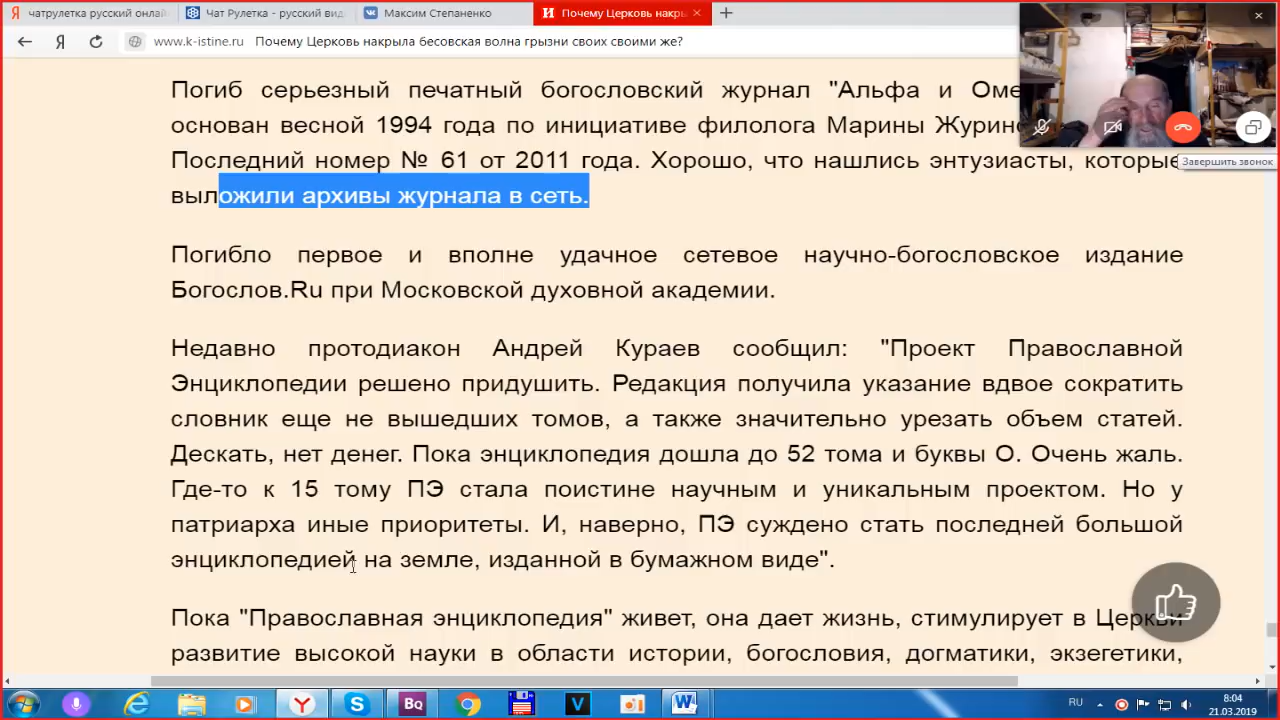 чатрулетка русский онлай
Чат Рулетка - русский вид
Максим Степаненко
Почему Церковь накры
www.k-istine.ru Почему Церковь накрыла бесовская волна грызни своих своими же?
Погиб серьезный печатный богословский журнал "Альфа и Оме
основан весной 1994 года по инициативе филолога Марины Журинс
Последний номер № 61 от 2011 года. Хорошо, что нашлись энтузиасты, которые
Завершить звонок
выложили архивы журнала в сеть.
Погибло первое и вполне удачное сетевое научно-богословское издание
Богослов.Ru при Московской духовной академии.
Недавно протодиакон Андрей Кураев сообщил: "Проект Православной
Энциклопедии решено придушить. Редакция получила указание вдвое сократить
словник еще не вышедших томов, а также значительно урезать объем статей.
Дескать, нет денег. Пока энциклопедия дошла до 52 тома и буквы О. Очень жаль.
Где-то к 15 тому ПЭ стала поистине научным и уникальным проектом. Но у
патриарха иные приоритеты. И, наверно, ПЭ суждено стать последней большой
энциклопедией на земле, изданной в бумажном виде".
Пока "Православная энциклопедия" живет, она дает жизнь, стимулирует в Церкви
развитие высокой науки в области истории, богословия, догматики, экзегетики,
RU
8:04
21.03.2019